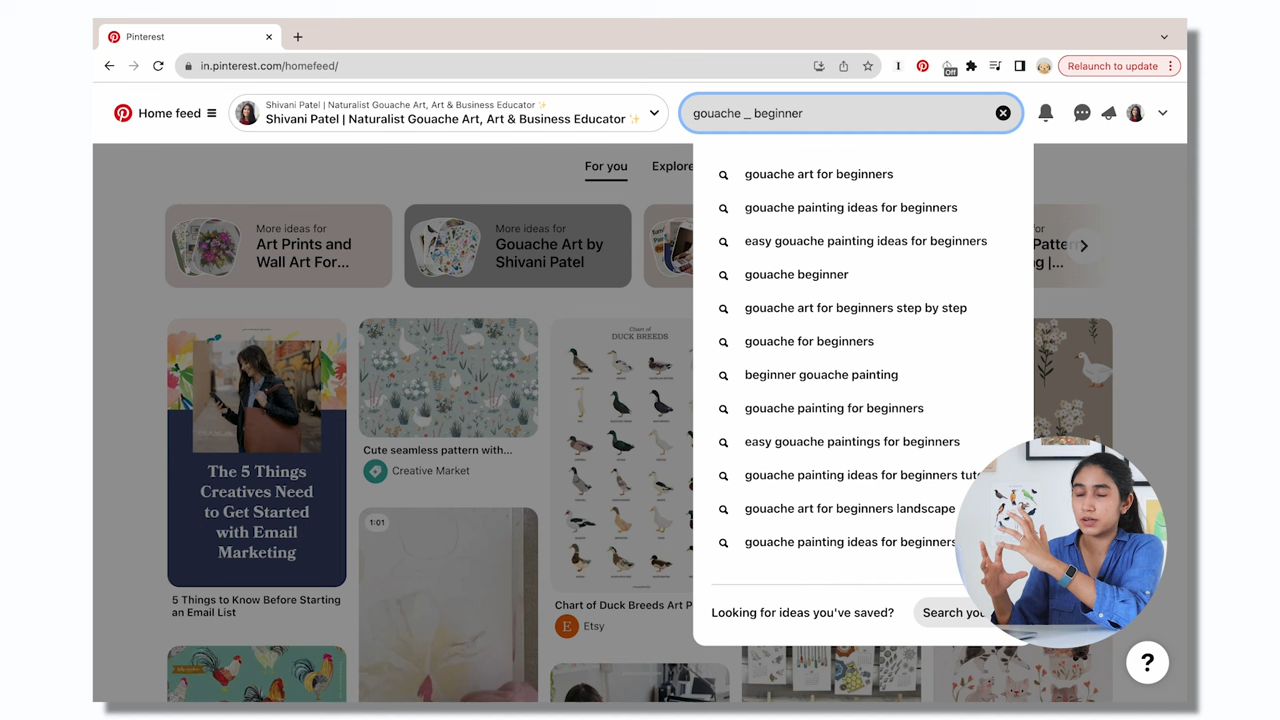 Pinterest
in.pinterest.com/homefeed/
Off
Relaunch to update
Home feed
Shivani Patel | Naturalist Gouache Art, Art & Business Educator ✨
Shivani Patel | Naturalist Gouache Art, Art & Business Educator ✨
gouache _ beginner
For you
Explore
More ideas for
Art Prints and
Wall Art For...
More ideas for
Gouache Art by
Shivani Patel
gouache art for beginners
gouache painting ideas for beginners
easy gouache painting ideas for beginners
gouache beginner
gouache art for beginners step by step
gouache for beginners
beginner gouache painting
gouache painting for beginners
easy gouache paintings for beginners
gouache painting ideas for beginners tut
gouache art for beginners landscape
gouache painting ideas for beginners
Looking for ideas you've saved?
Search you
The 5 Things
Creatives Need
to Get Started
with Email
Marketing
5 Things to Know Before Starting
an Email List
Cute seamless pattern with...
Creative Market
1:01
Chart of
DUCK BREEDS
Chart of Duck Breeds Art P
E
Etsy
?